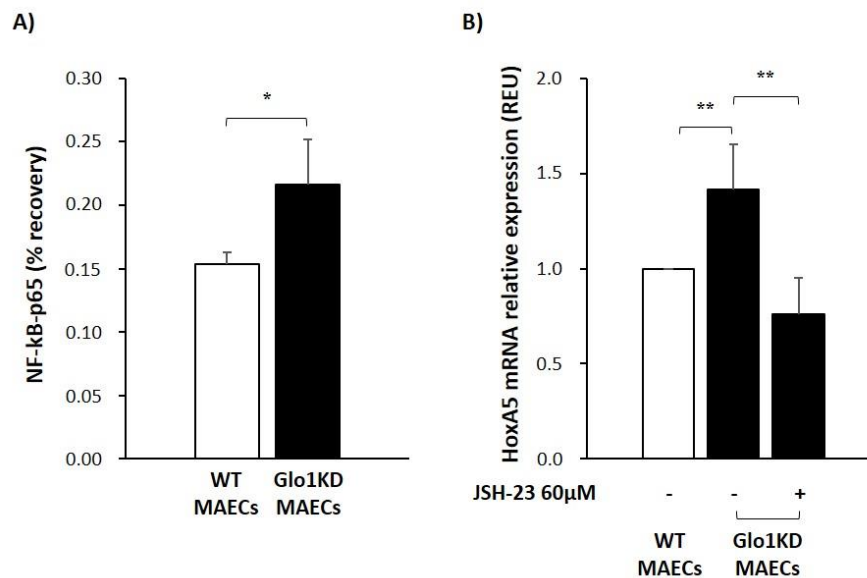 A)
NF-kB-p65 (% recovery)
0.30
0.25
0.20
0.15
0.10
0.05
0.00
*
WT
MAECs
Glo1KD
MAECs
B)
HoxA5 mRNA relative expression (REU)
2.0
1.5
1.0
0.5
0.0
**
**
JSH-23 60µM - - +
WT
MAECs
Glo1KD
MAECs